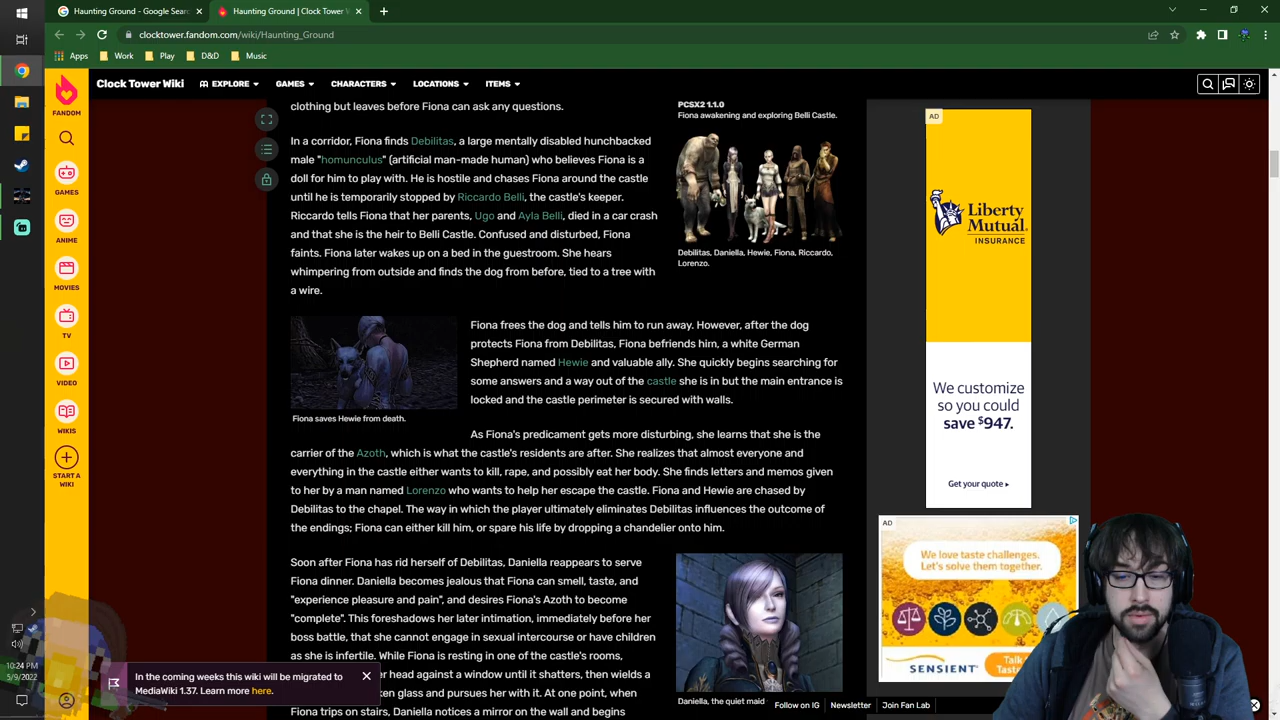 Haunting Ground - Google Search
Haunting Ground | Clock Tower W
clocktower.fandom.com/wiki/Haunting_Ground
Apps Work Play D&D Music
FANDOM
GAMES
ANIME
MOVIES
TV
VIDEO
WIKIS
START A
WIKI
Clock Tower Wiki EXPLORE GAMES CHARACTERS LOCATIONS ITEMS
clothing but leaves before Fiona can ask any questions.
In a corridor, Fiona finds Debilitas, a large mentally disabled hunchbacked
male "homunculus" (artificial man-made human) who believes Fiona is a
doll for him to play with. He is hostile and chases Fiona around the castle
until he is temporarily stopped by Riccardo Belli, the castle's keeper.
Riccardo tells Fiona that her parents, Ugo and Ayla Belli, died in a car crash
and that she is the heir to Belli Castle. Confused and disturbed, Fiona
faints. Fiona later wakes up on a bed in the guestroom. She hears
whimpering from outside and finds the dog from before, tied to a tree with
a wire.
PCSX2 1.1.0
Fiona awakening and exploring Belli Castle.
Debilitas, Daniella, Hewie, Fiona, Riccardo,
Lorenzo.
Fiona saves Hewie from death.
Fiona frees the dog and tells him to run away. However, after the dog
protects Fiona from Debilitas, Fiona befriends him, a white German
Shepherd named Hewie and valuable ally. She quickly begins searching for
some answers and a way out of the castle she is in but the main entrance is
locked and the castle perimeter is secured with walls.
As Fiona's predicament gets more disturbing, she learns that she is the
carrier of the Azoth, which is what the castle's residents are after. She realizes that almost everyone and
everything in the castle either wants to kill, rape, and possibly eat her body. She finds letters and memos given
to her by a man named Lorenzo who wants to help her escape the castle. Fiona and Hewie are chased by
Debilitas to the chapel. The way in which the player ultimately eliminates Debilitas influences the outcome of
the endings; Fiona can either kill him, or spare his life by dropping a chandelier onto him.
Soon after Fiona has rid herself of Debilitas, Daniella reappears to serve
Fiona dinner. Daniella becomes jealous that Fiona can smell, taste, and
"experience pleasure and pain", and desires Fiona's Azoth to become
"complete". This foreshadows her later intimation, immediately before her
boss battle, that she cannot engage in sexual intercourse or have children
as she is infertile. While Fiona is resting in one of the castle's rooms,
her head against a window until it shatters, then wields a
ken glass and pursues her with it. At one point, when
Fiona trips on stairs, Daniella notices a mirror on the wall and begins
Daniella, the quiet maid
In the coming weeks this wiki will be migrated to
MediaWiki 1.37. Learn more here.
10:24 PM
AD
Liberty
Mutual
INSURANCE
We customize
so you could
save $947.
Get your quote
AD
We love taste challenges.
Let's solve them together.
SENSIENT
Follow on IG Newsletter Join Fan Lab